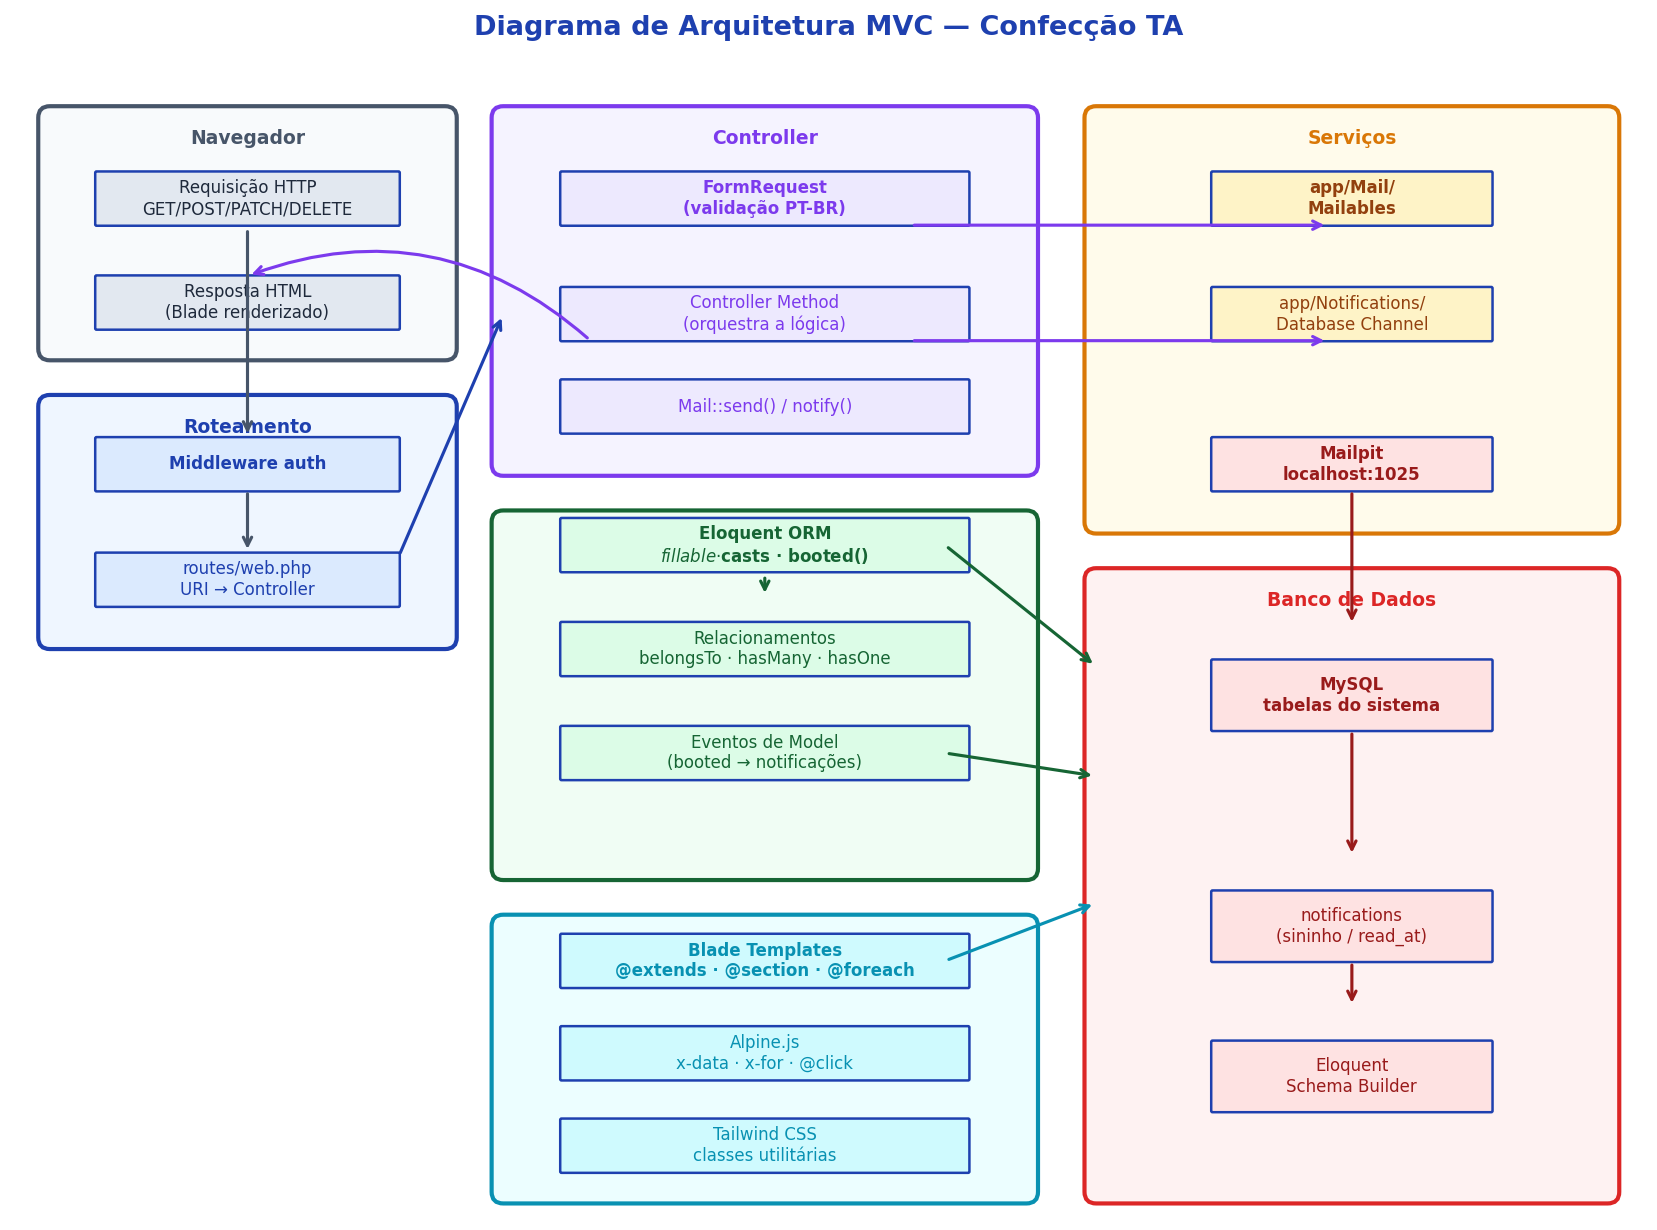 Diagrama de Arquitetura MVC — Confecção TA
Navegador
Requisição HTTP
GET/POST/PATCH/DELETE
Resposta HTML
(Blade renderizado)
Roteamento
Middleware auth
routes/web.php
URI → Controller
Controller
FormRequest
(validação PT-BR)
Controller Method
(orquestra a lógica)
Mail::send() / notify()
Eloquent ORM
fillable·casts · booted()
Relacionamentos
belongsTo · hasMany · hasOne
Eventos de Model
(booted → notificações)
Blade Templates
@extends · @section · @foreach
Alpine.js
x-data · x-for · @click
Tailwind CSS
classes utilitárias
Serviços
app/Mail/
Mailables
app/Notifications/
Database Channel
Mailpit
localhost:1025
Banco de Dados
MySQL
tabelas do sistema
notifications
(sininho / read_at)
Eloquent
Schema Builder